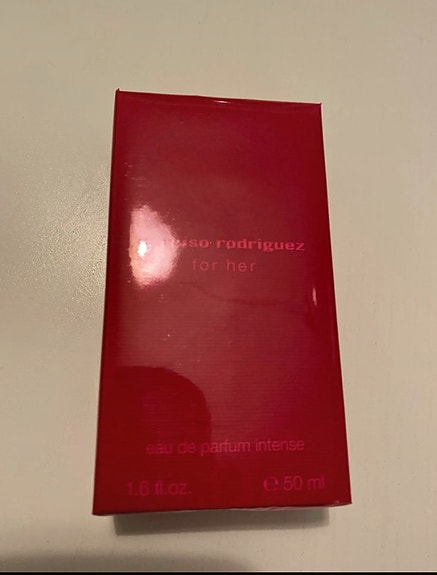 rodriguez
for her
eau de parfum intense
1.6 fl.oz. ℮ 50 ml